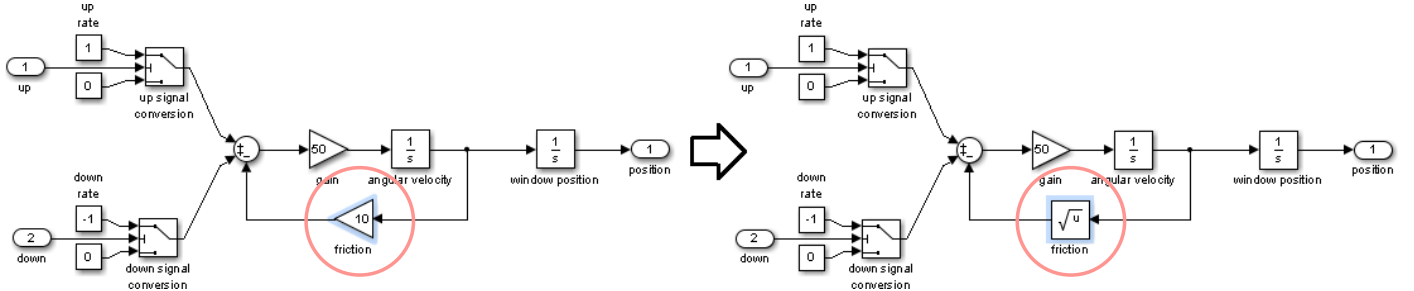 up
rate
1
1
0
up
up signal
conversion
50
1
s
1
s
1
gain
angular velocity
window position
position
down
rate
-1
10
2
0
down
friction
down signal
conversion
up
rate
1
1
0
up
up signal
conversion
50
1
s
1
s
1
gain
angular velocity
window position
position
down
rate
-1
√u
2
0
down
friction
down signal
conversion